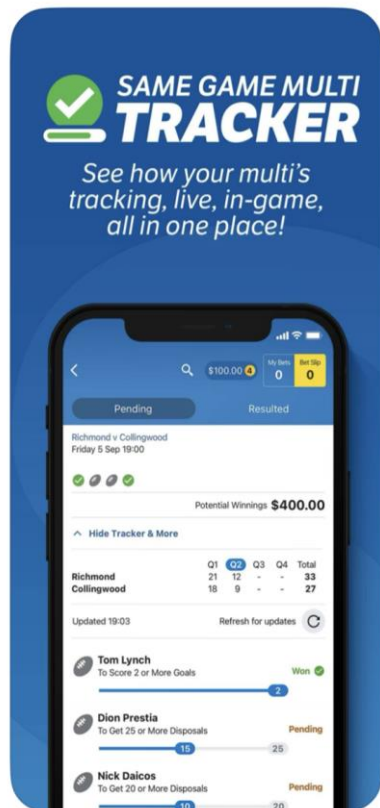 SAME GAME MULTI
TRACKER
See how your multi's
tracking, live, in-game,
all in one place!
$100.00 4
My Bets
0
Bet Slip
0
Pending
Resulted
Richmond v Collingwood
Friday 5 Sep 19:00
Potential Winnings $400.00
Hide Tracker & More
Q1 Q2 Q3 Q4 Total
Richmond 21 12 - - 33
Collingwood 18 9 - - 27
Updated 19:03
Refresh for updates
Tom Lynch
To Score 2 or More Goals
Won
2
Dion Prestia
To Get 25 or More Disposals
Pending
15
25
Nick Daicos
To Get 20 or More Disposals
Pending
10
20